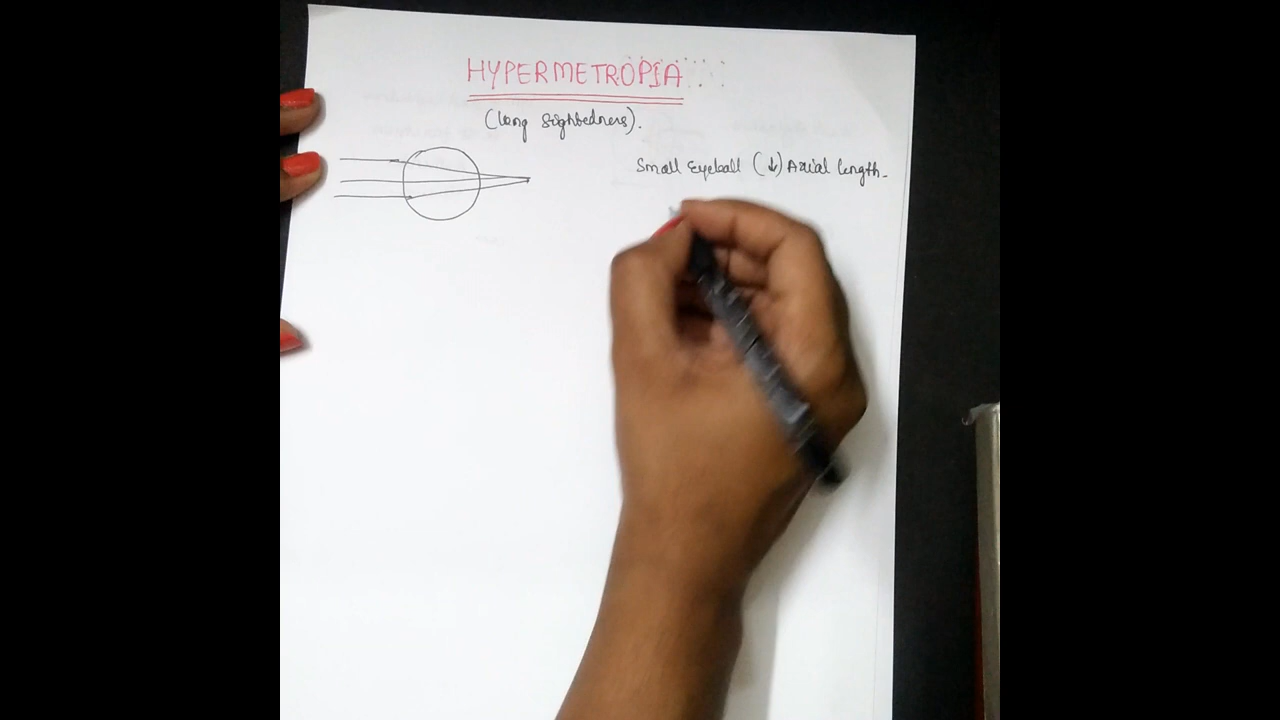 HYPERMETROPIA
(Long Sightedness).
Small Eyeball (↓) Axial length.